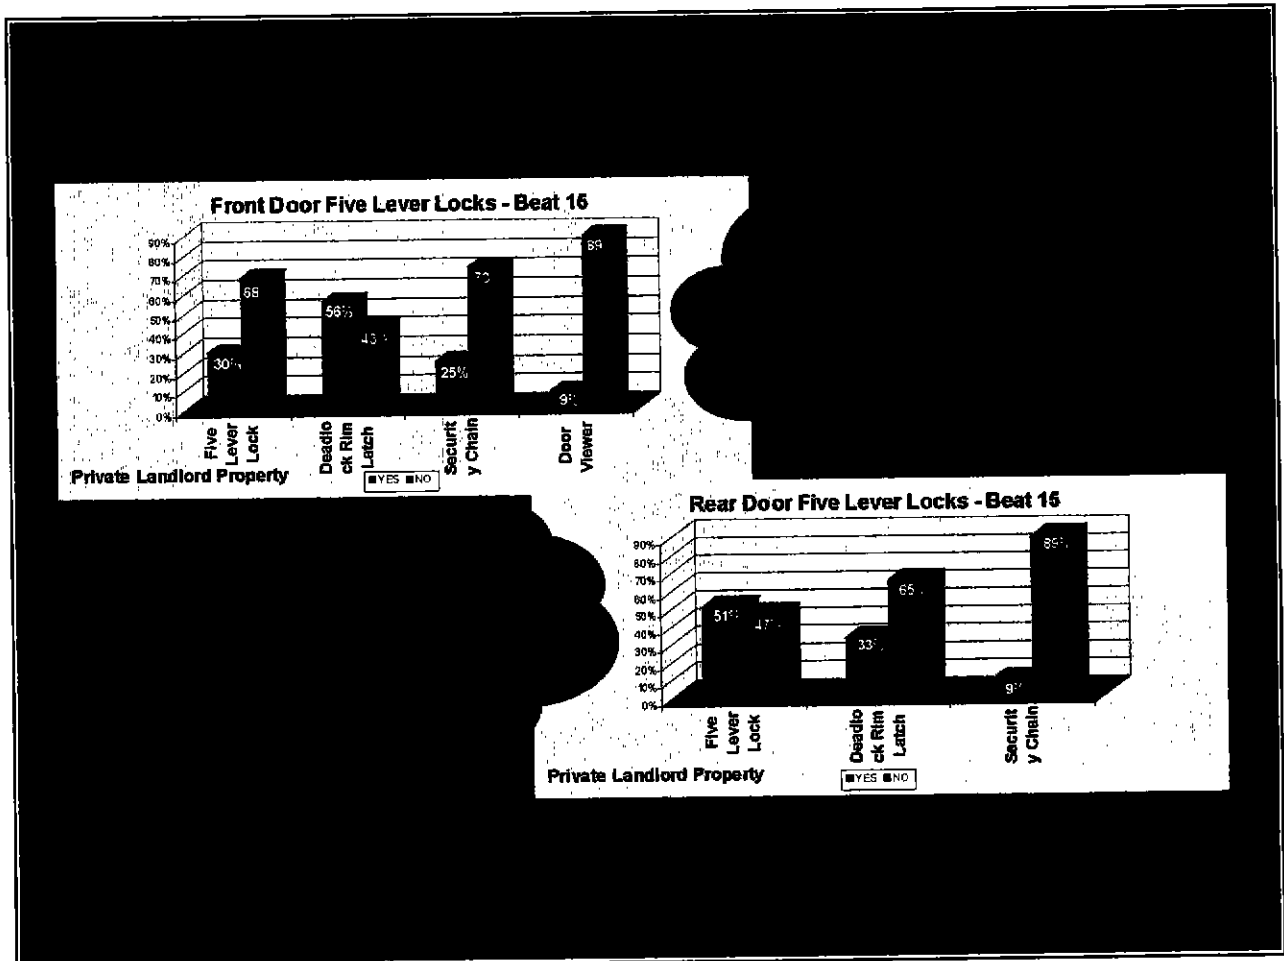 Front Door Five Lever Locks - Beat 15
90%
80%
70%
60%
50%
40%
30%
20%
10%
0%
30%
68
56%
25%
9%
89
Five
Lever
Lock
Deadlo
ck Rim
Latch
Securit
y Chain
Door
Viewer
Private Landlord Property
YES NO
Rear Door Five Lever Locks - Beat 15
90%
80%
70%
60%
50%
40%
30%
20%
10%
0%
51%
47%
33%
65%
9%
89%
Five
Lever
Lock
Deadlo
ck Rim
Latch
Securit
y Chain
Private Landlord Property
YES NO